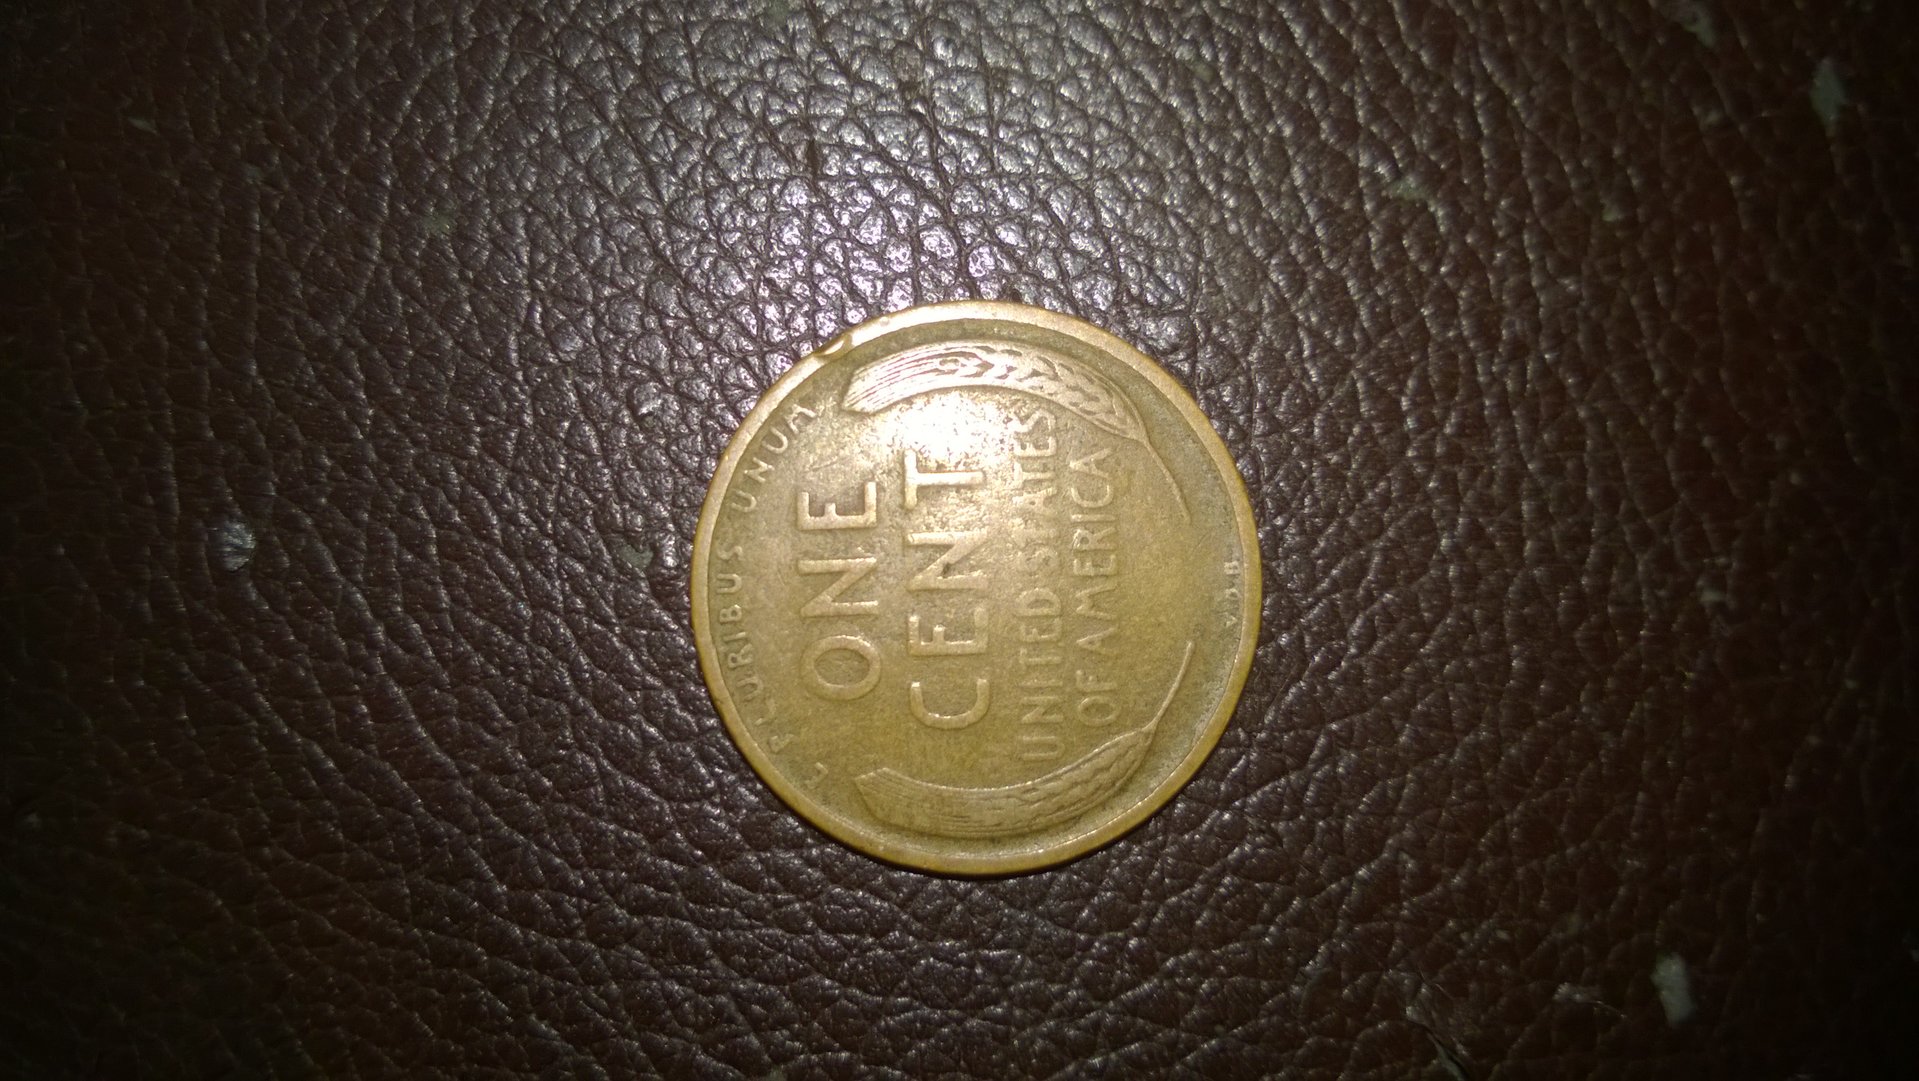 E PLURIBUS UNUM
ONE
CENT
UNITED STATES
OF AMERICA
V.D.B.